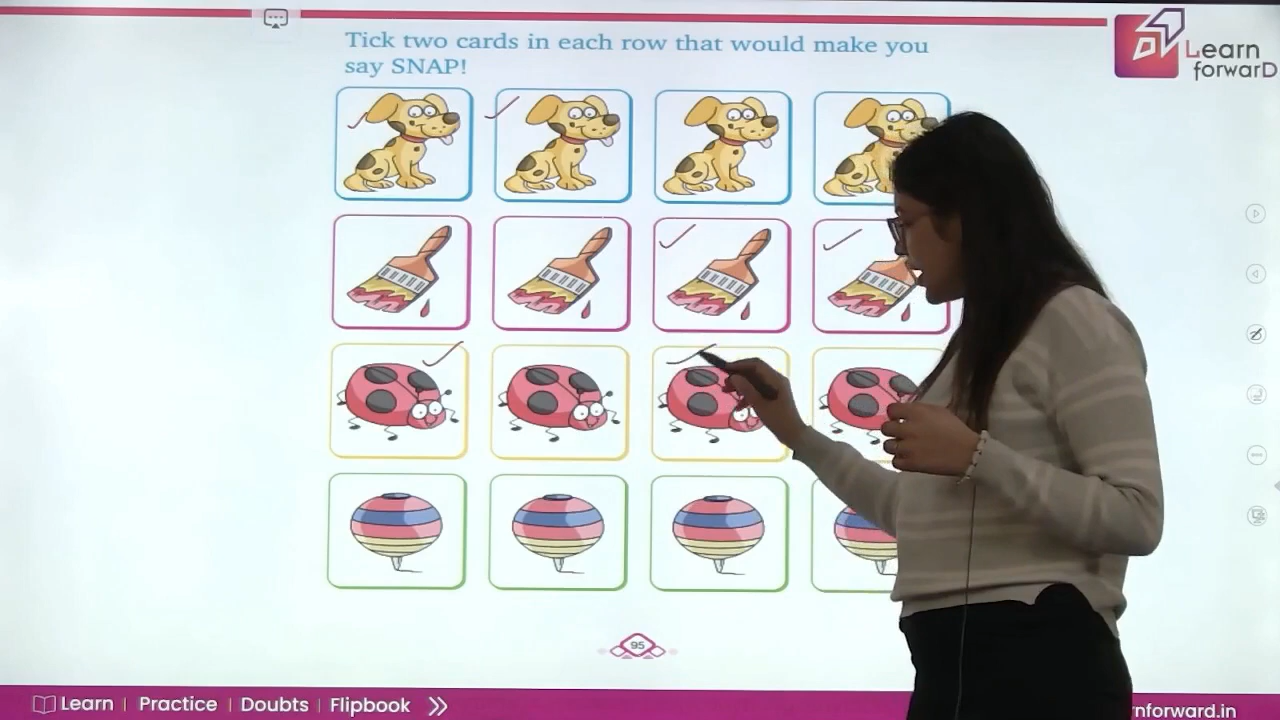 Tick two cards in each row that would make you
say SNAP!
Learn
forwarD
95
Learn | Practice | Doubts | Flipbook
nforward.in